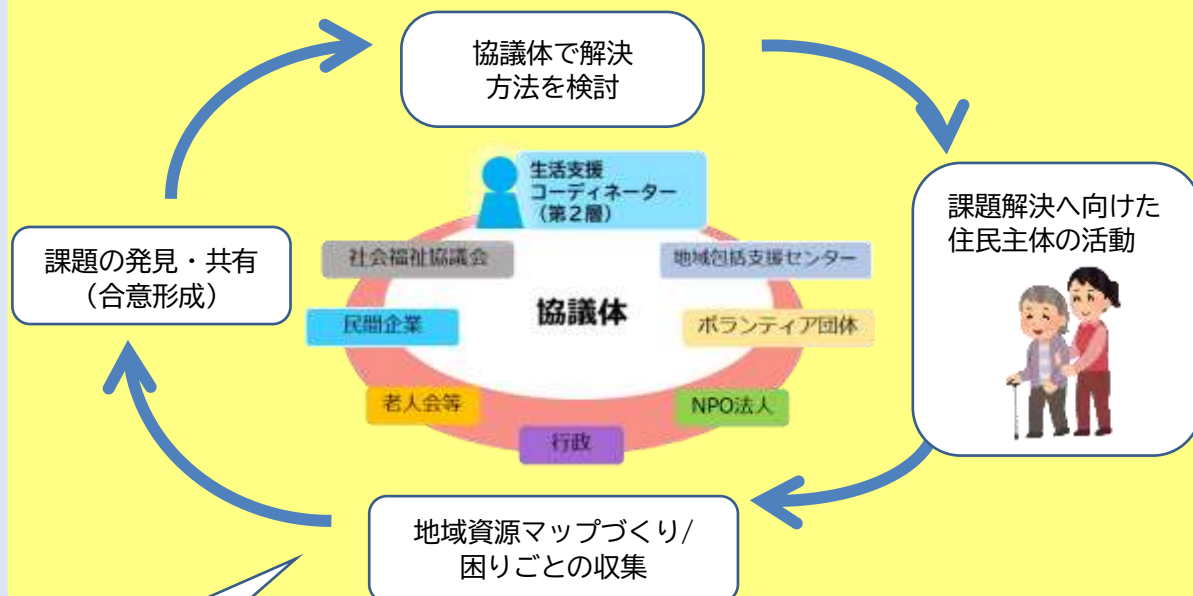 協議体で解決
方法を検討
生活支援
コーディネーター
（第２層）
課題解決へ向けた
住民主体の活動
課題の発見・共有
（合意形成）
社会福祉協議会
地域包括支援センター
民間企業
協議体
ボランティア団体
老人会等
NPO法人
行政
地域資源マップづくり/
困りごとの収集